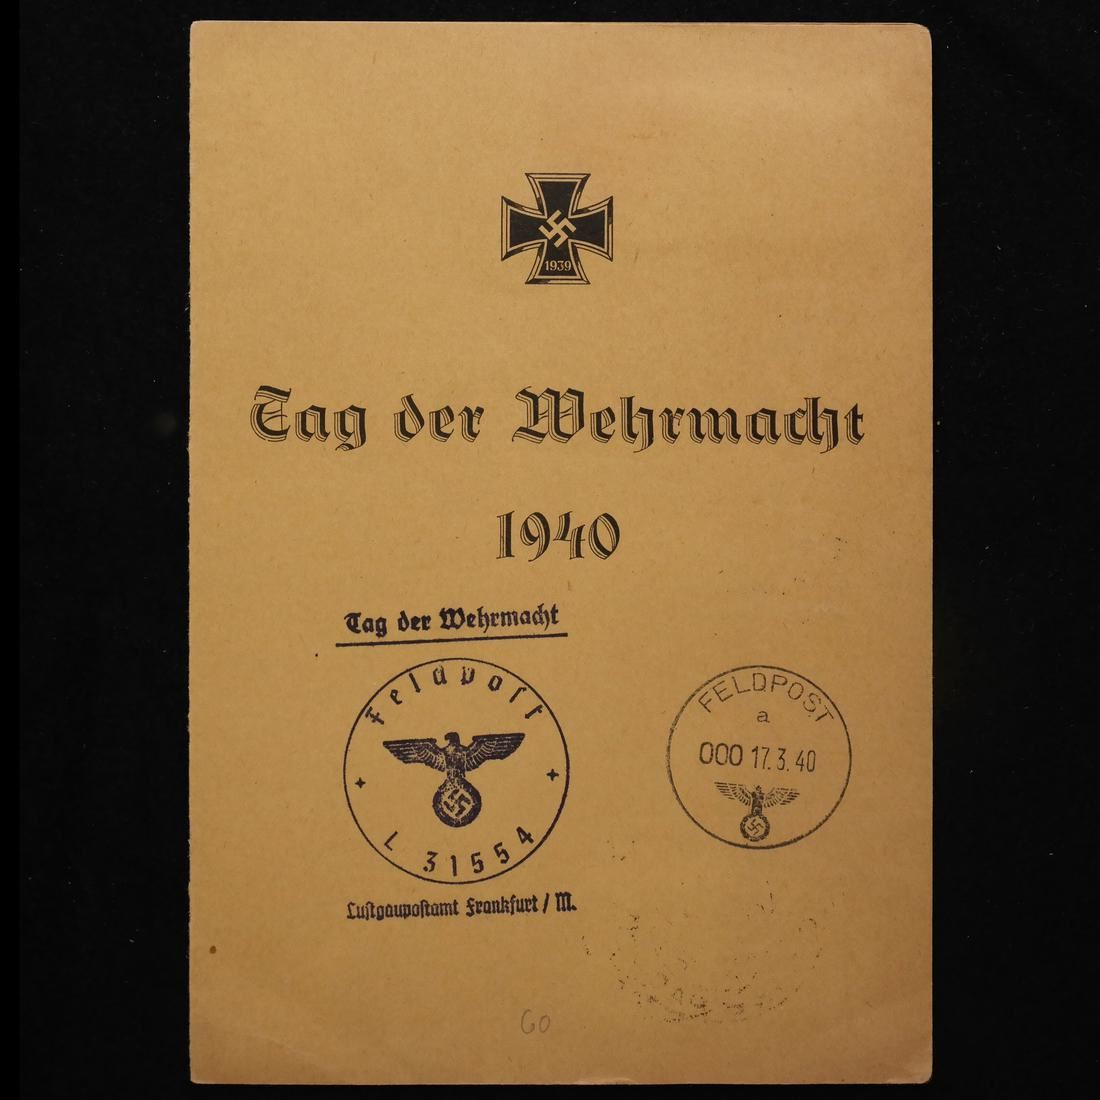 1939
Tag der Wehrmacht
1940
Tag der Wehrmacht
Feldpost
L 31554
Luftgaupostamt Frankfurt / M.
FELDPOST
a
000 17.3.40
60